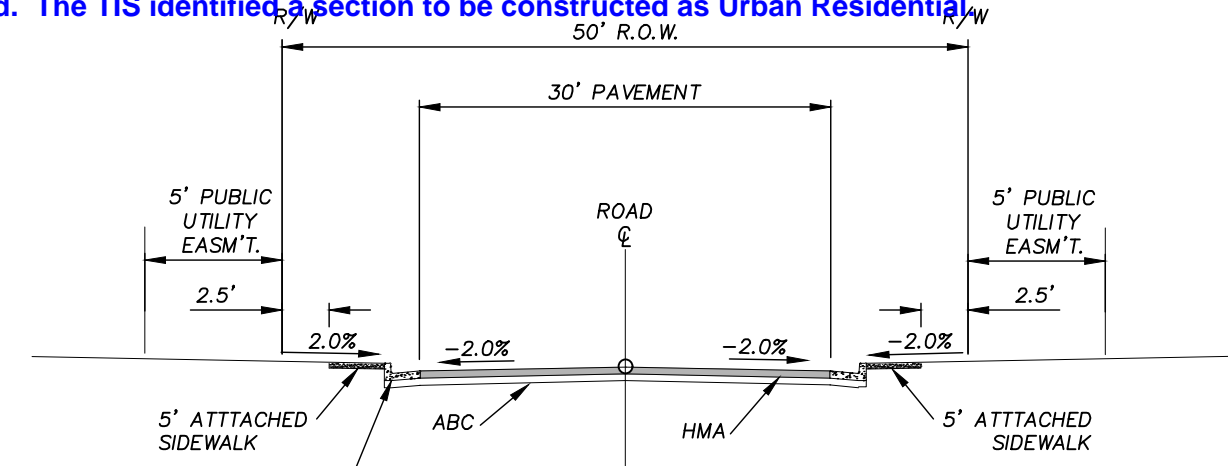 d. The TIS identified a section to be constructed as Urban Residential.
R/W R/W
50' R.O.W.
30' PAVEMENT
5' PUBLIC
UTILITY
EASM'T.
ROAD
℄
5' PUBLIC
UTILITY
EASM'T.
2.5' 2.5'
2.0% -2.0% -2.0% -2.0%
5' ATTTACHED
SIDEWALK
ABC
HMA
5' ATTTACHED
SIDEWALK